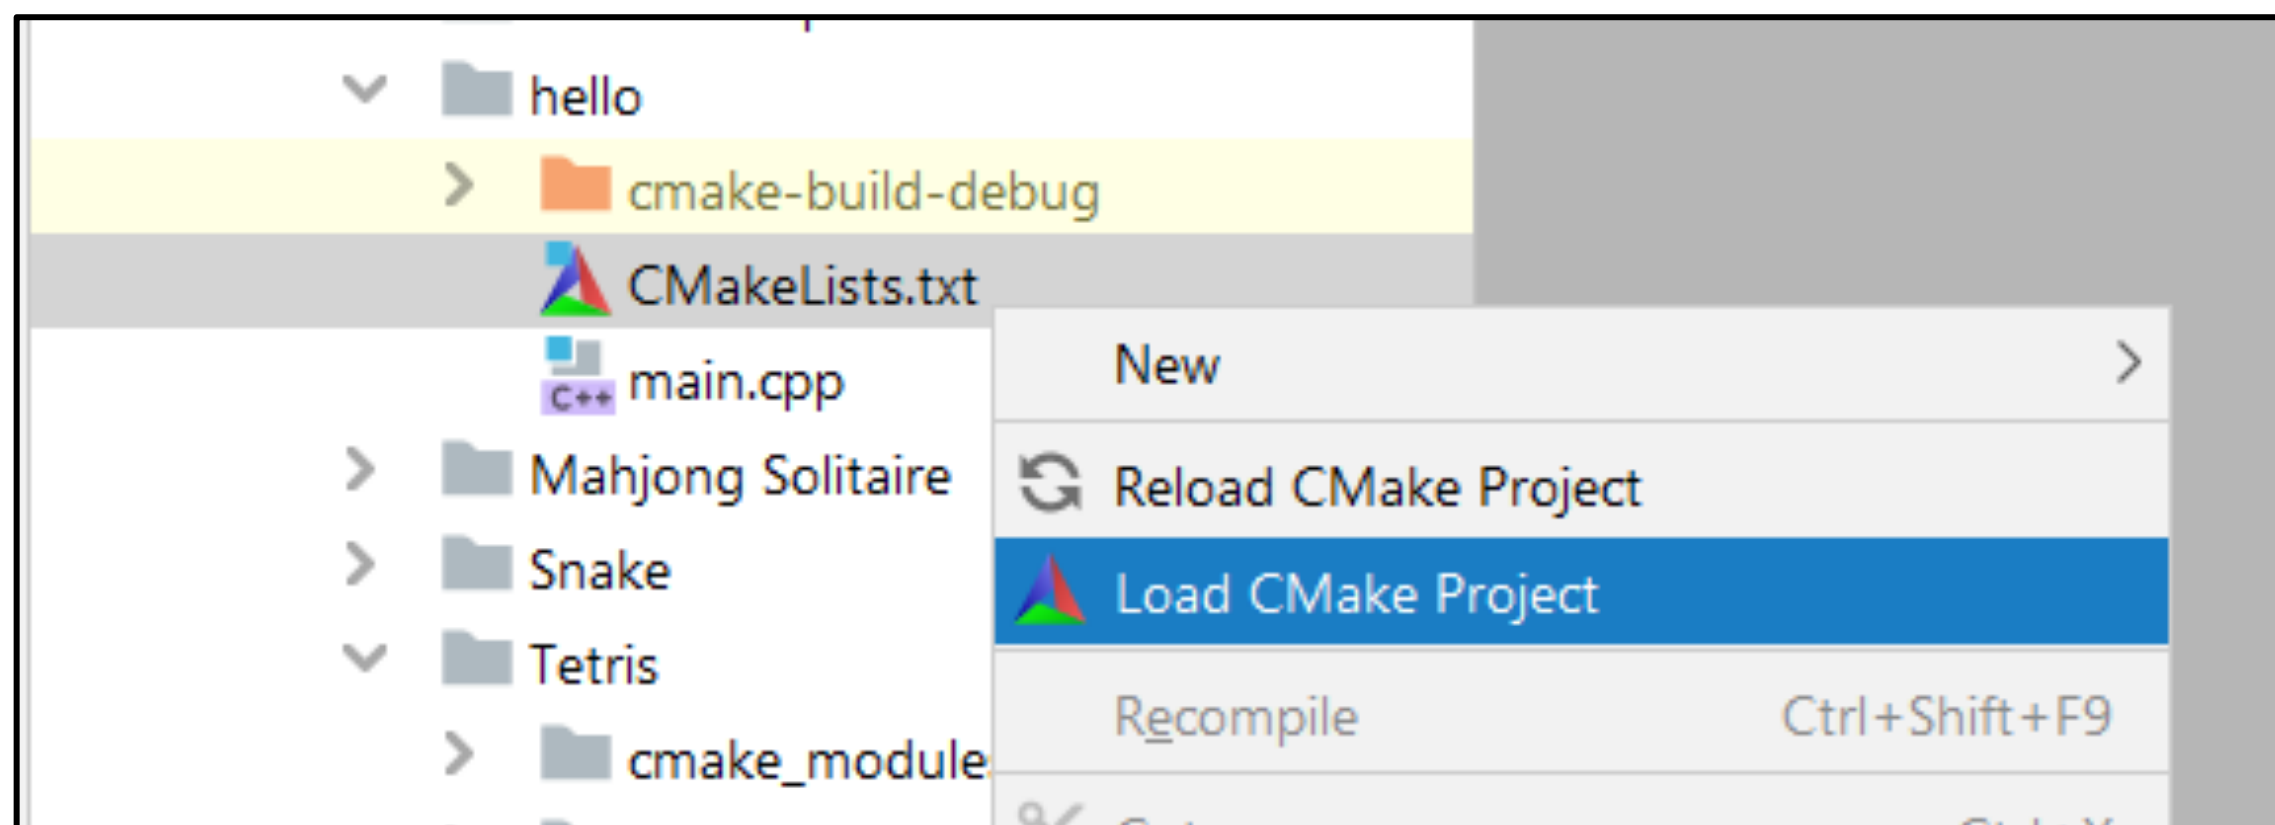 hello
cmake-build-debug
CMakeLists.txt
C++ main.cpp
Mahjong Solitaire
Snake
Tetris
New
Reload CMake Project
Load CMake Project
Recompile Ctrl+Shift+F9